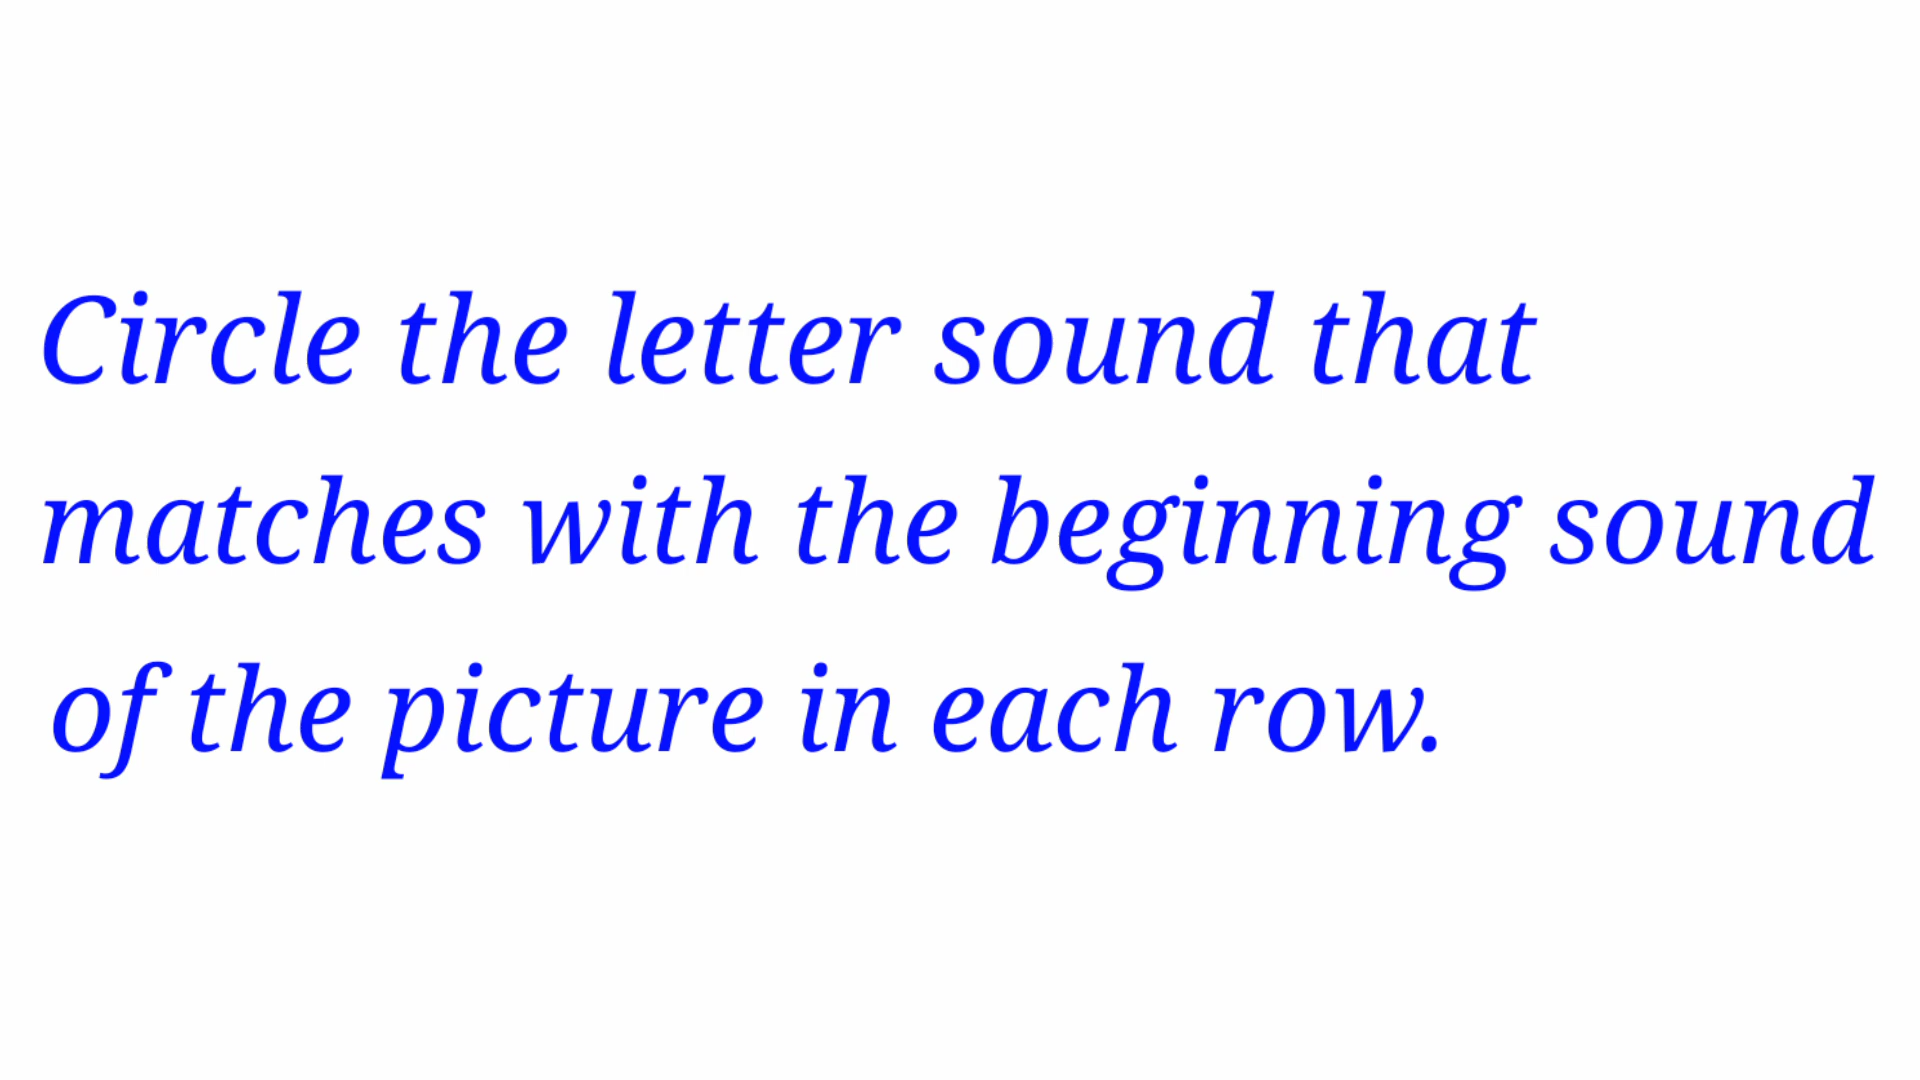 Circle the letter sound that
matches with the beginning sound
of the picture in each row.